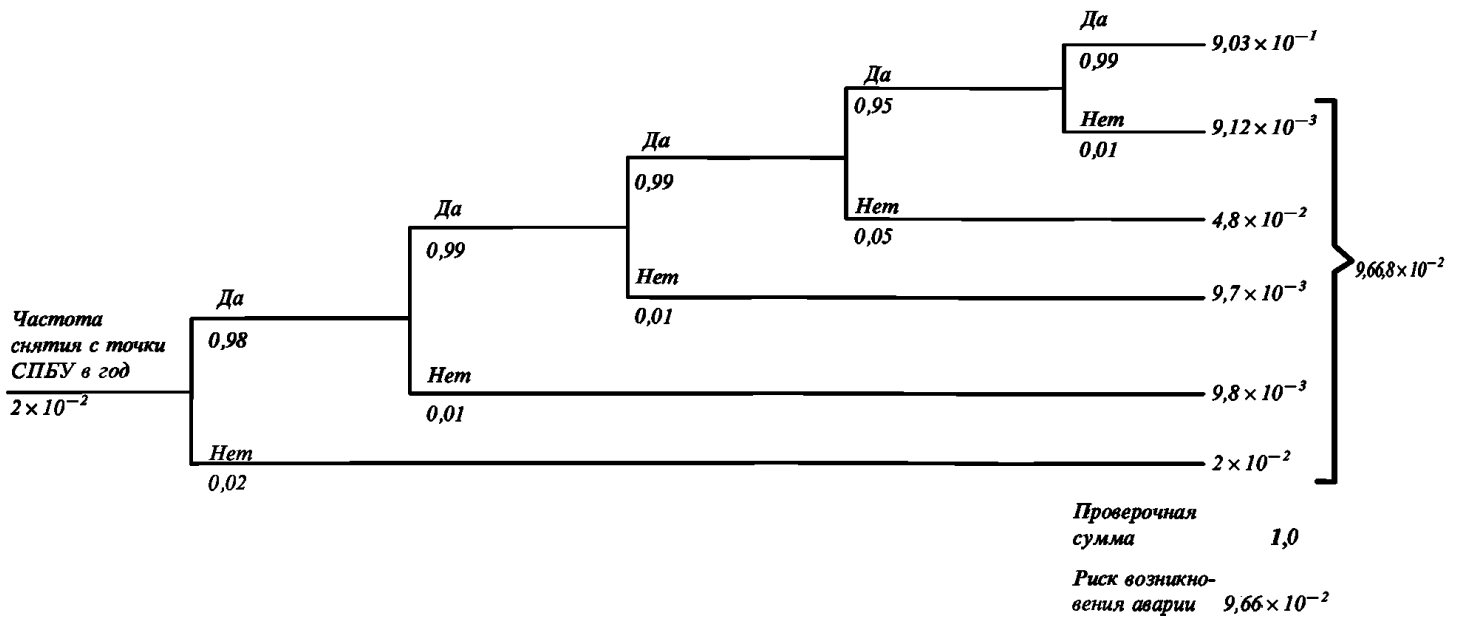 Да
9,03 × 10⁻¹
0,99
Да
0,95
Нет
9,12 × 10⁻³
0,01
Да
0,99
Нет
4,8 × 10⁻²
0,05
Да
0,99
Нет
9,7 × 10⁻³
0,01
9,66,8 × 10⁻²
Да
0,98
Частота
снятия с точки
СПБУ в год
2 × 10⁻²
Нет
9,8 × 10⁻³
0,01
Нет
2 × 10⁻²
0,02
Проверочная
сумма 1,0
Риск возникно-
вения аварии 9,66 × 10⁻²